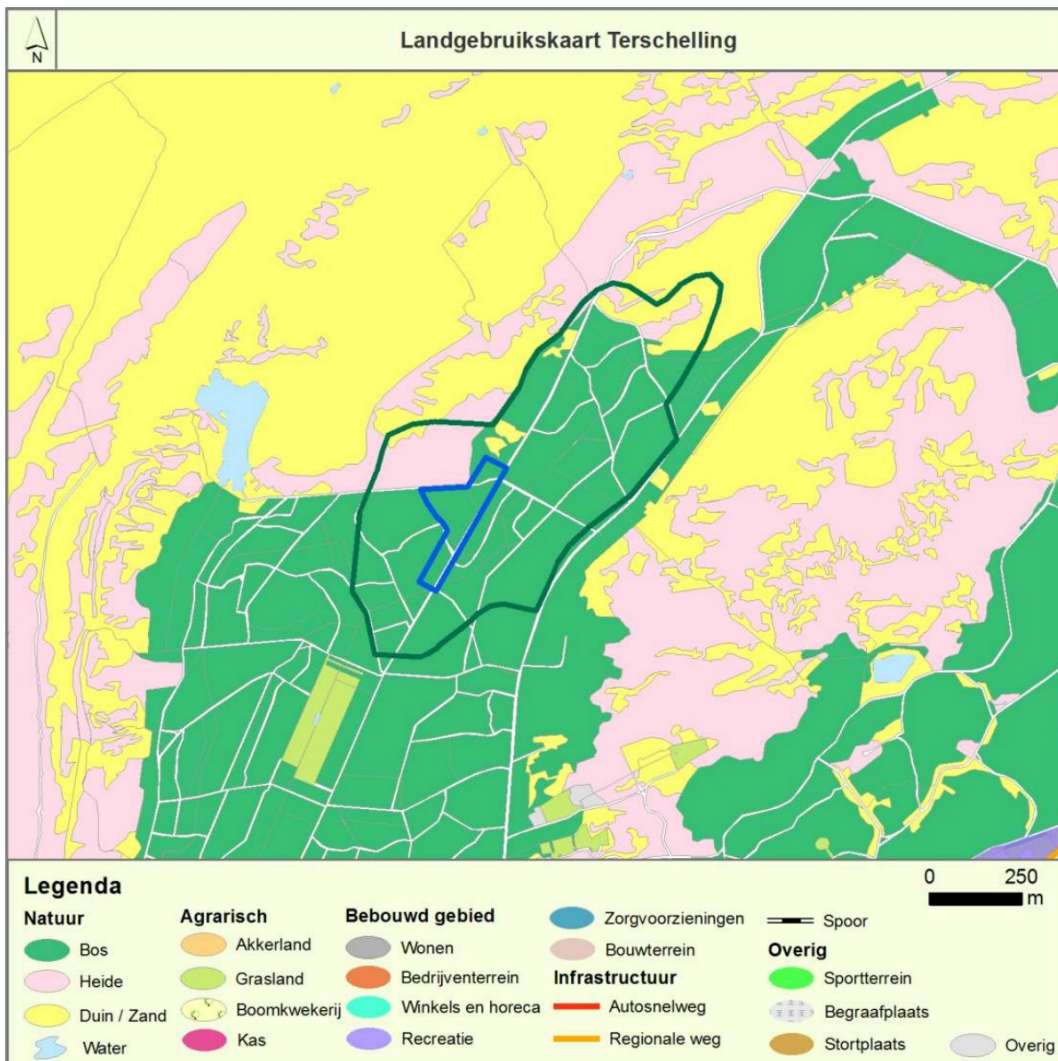 N
Landgebruikskaart Terschelling
Legenda
Natuur
Bos
Heide
Duin / Zand
Water
Agrarisch
Akkerland
Grasland
Boomkwekerij
Kas
Bebouwd gebied
Wonen
Bedrijventerrein
Winkels en horeca
Recreatie
Zorgvoorzieningen
Bouwterrein
Infrastructuur
Autosnelweg
Regionale weg
Spoor
Overig
Sportterrein
Begraafplaats
Stortplaats
Overig
0 250
m